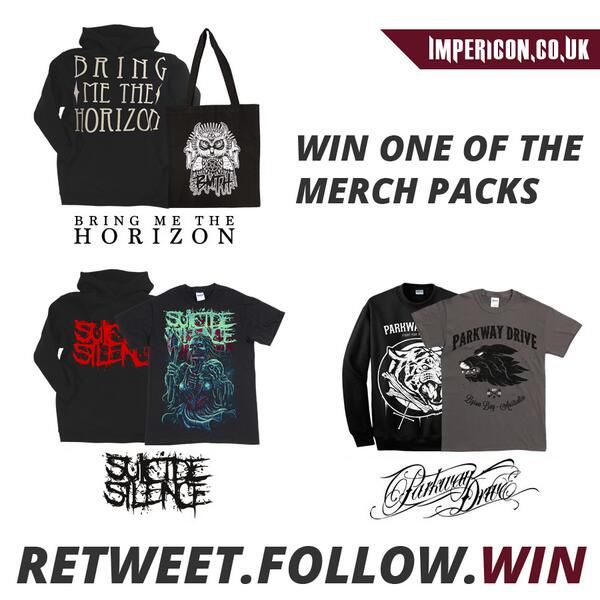 IMPERICON.CO.UK
BRING
ME THE
HORIZON
BMTH
WIN ONE OF THE
MERCH PACKS
BRING ME THE
HORIZON
SUICIDE
SILENCE
SUICIDE
SILENCE
PARKWAY
PARKWAY DRIVE
Byron Bay - Australia
SUICIDE
SILENCE
Parkway Drive
RETWEET.FOLLOW.WIN